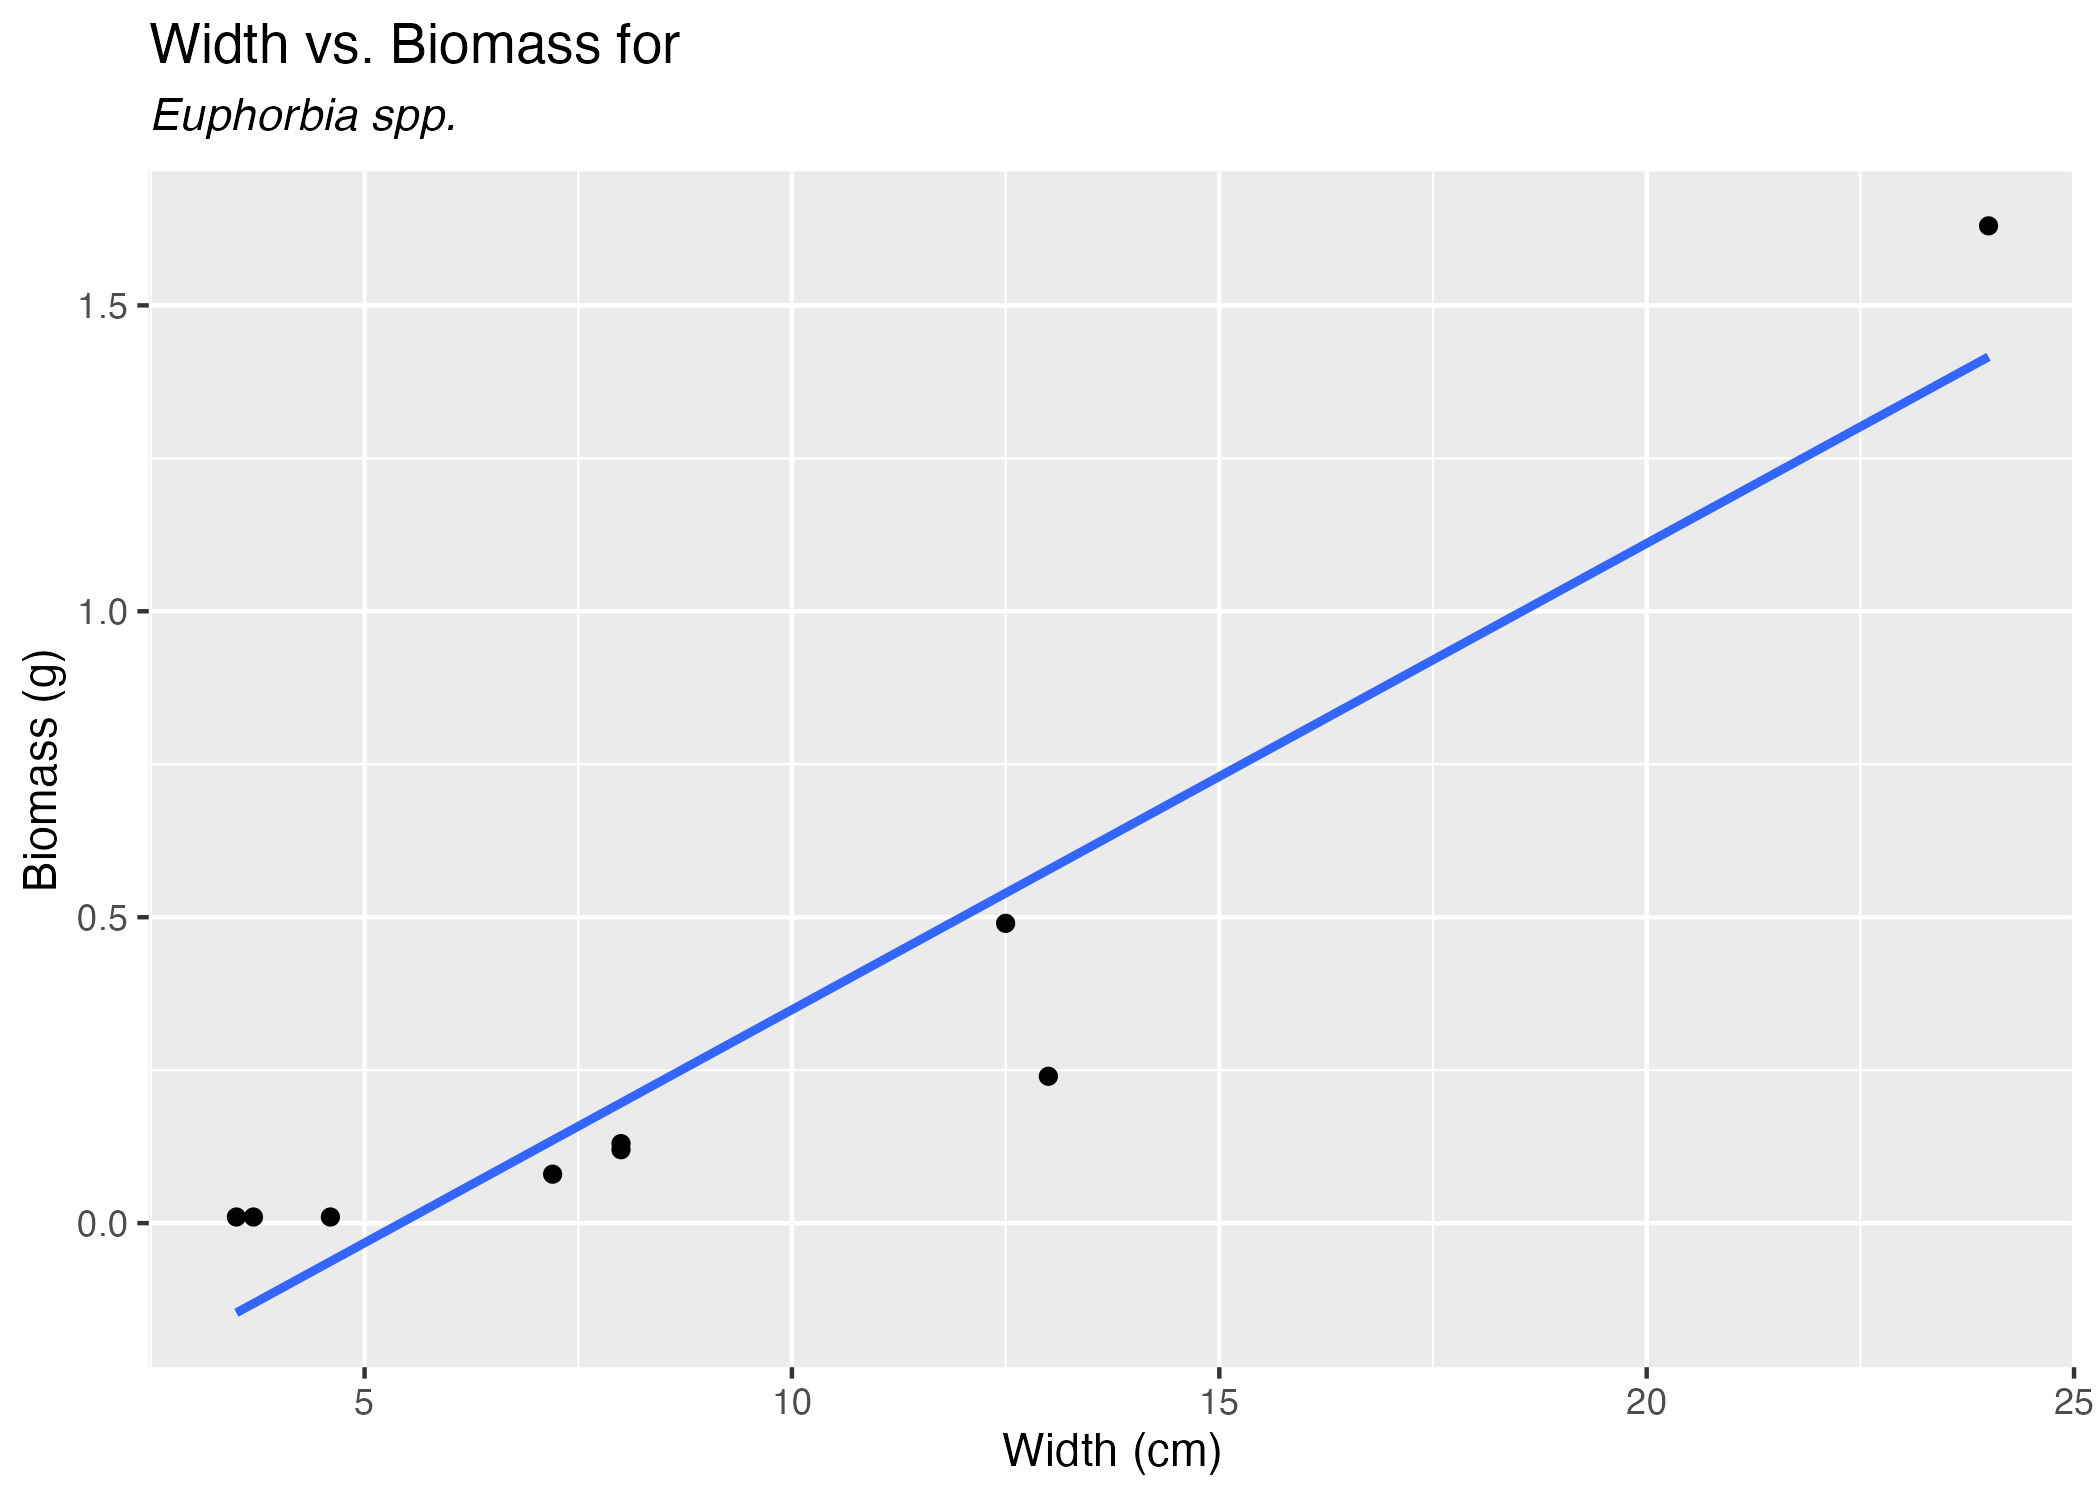 Width vs. Biomass for
Euphorbia spp.
1.5
1.0
0.5
0.0
Biomass (g)
5 10 15 20 25
Width (cm)